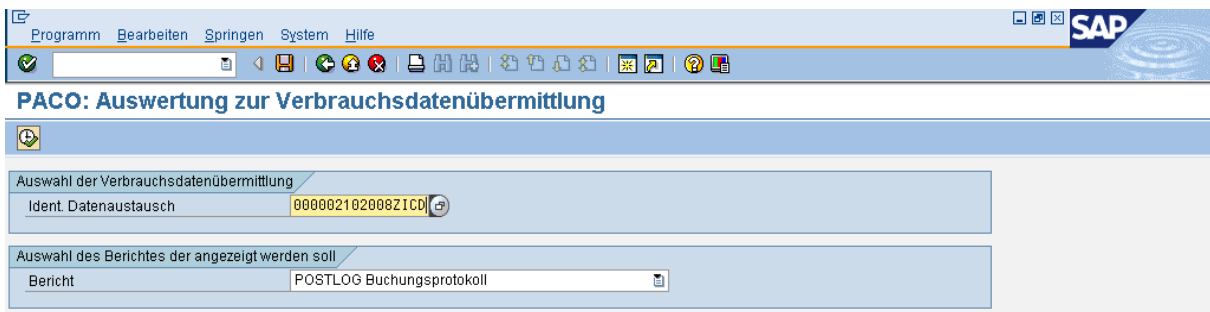 Programm Bearbeiten Springen System Hilfe
SAP
PACO: Auswertung zur Verbrauchsdatenübermittlung
Auswahl der Verbrauchsdatenübermittlung
Ident. Datenaustausch 000002102008ZICD
Auswahl des Berichtes der angezeigt werden soll
Bericht POSTLOG Buchungsprotokoll